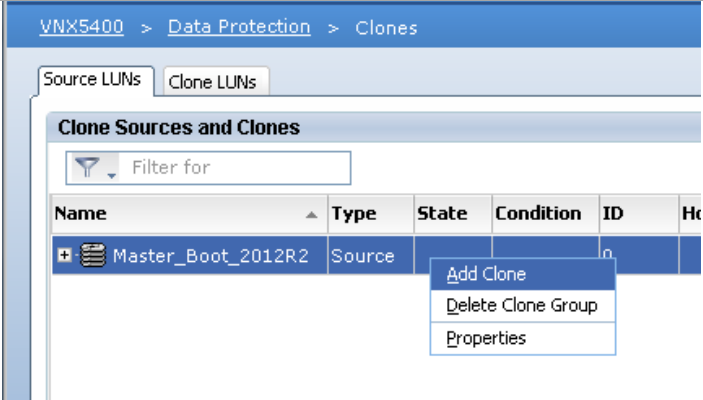 VNX5400 > Data Protection > Clones
Source LUNs Clone LUNs
Clone Sources and Clones
Filter for
Name Type State Condition ID Ho
Master_Boot_2012R2 Source 0
Add Clone
Delete Clone Group
Properties